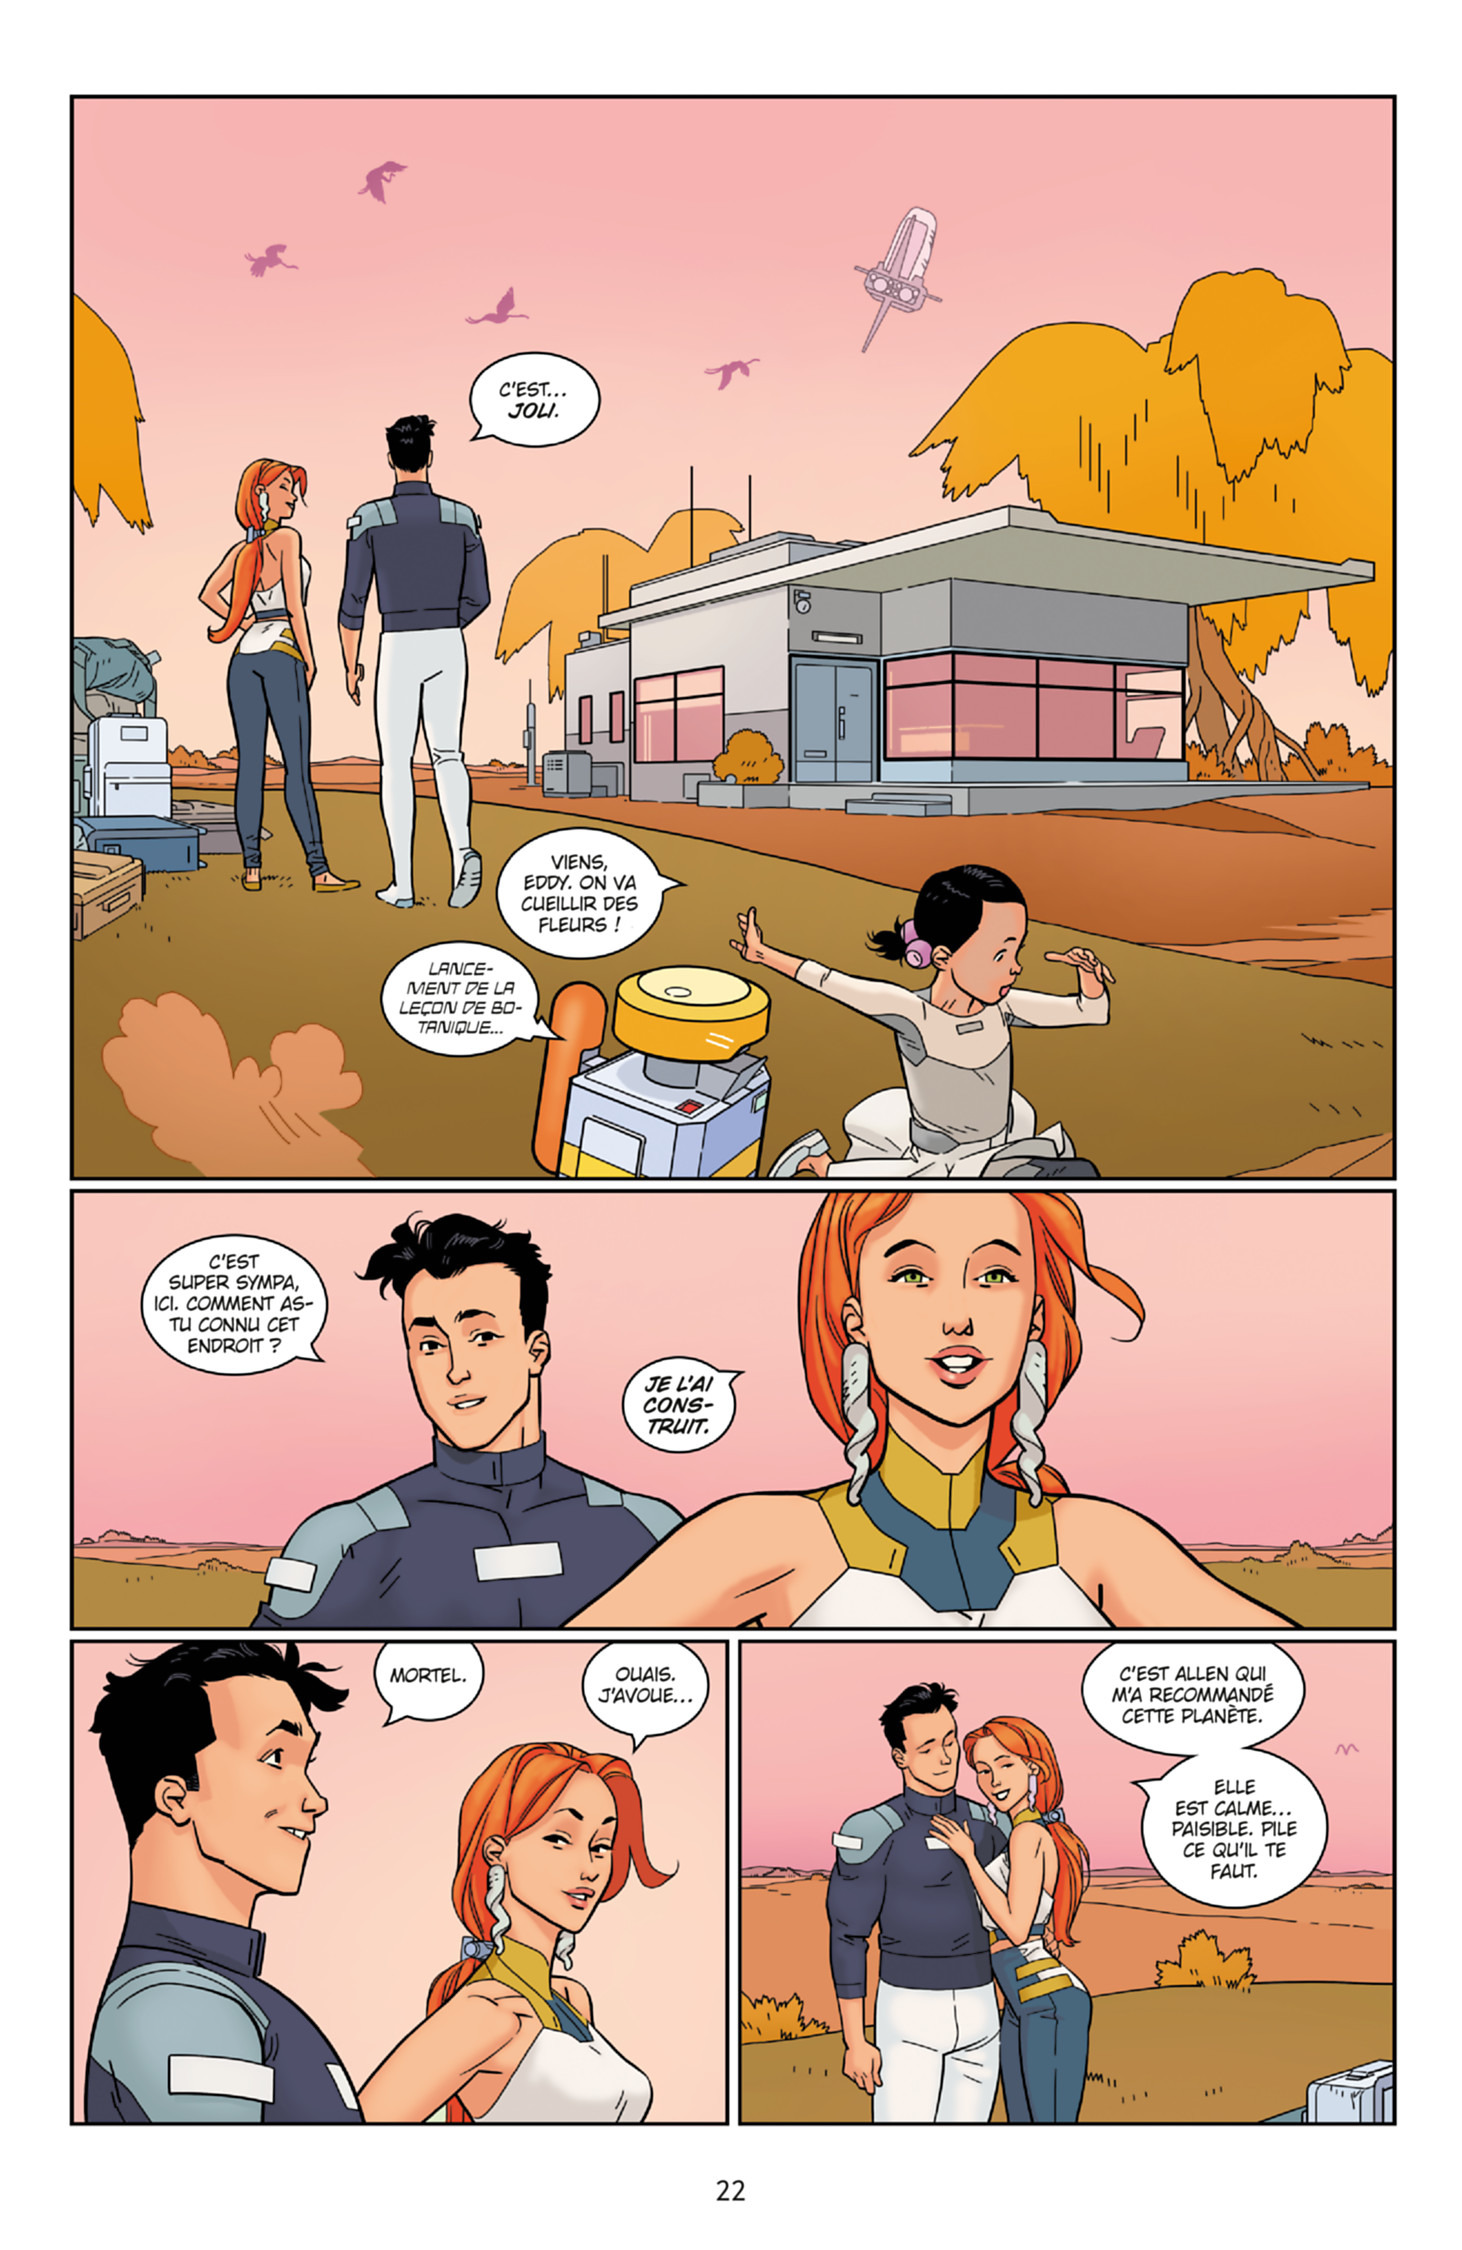 C'EST...
JOLI.
VIENS,
EDDY. ON VA
CUEILLIR DES
FLEURS !
LANCE-
MENT DE LA
LEÇON DE BO-
TANIQUE...
C'EST
SUPER SYMPA,
ICI. COMMENT AS-
TU CONNU CET
ENDROIT ?
JE L'AI
CONS-
TRUIT.
MORTEL.
OUAIS.
J'AVOUE...
C'EST ALLEN QUI
M'A RECOMMANDÉ
CETTE PLANÈTE.
ELLE
EST CALME...
PAISIBLE. PILE
CE QU'IL TE
FAUT.
22